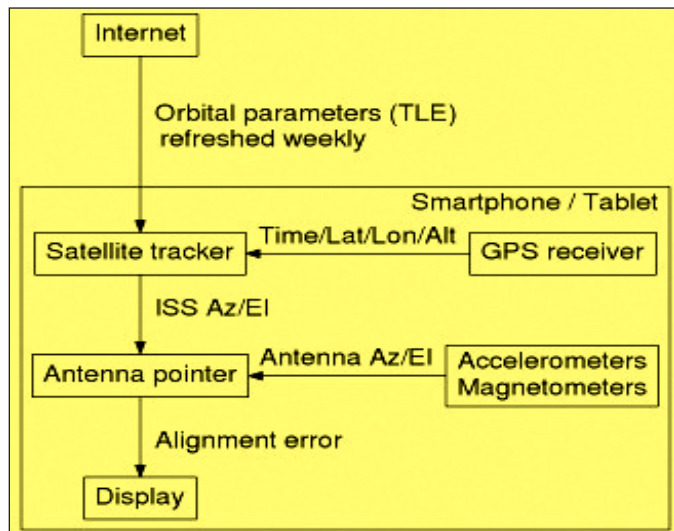 Internet
Orbital parameters (TLE)
refreshed weekly
Smartphone / Tablet
Time/Lat/Lon/Alt
Satellite tracker
GPS receiver
ISS Az/El
Antenna Az/El
Accelerometers
Magnetometers
Antenna pointer
Alignment error
Display